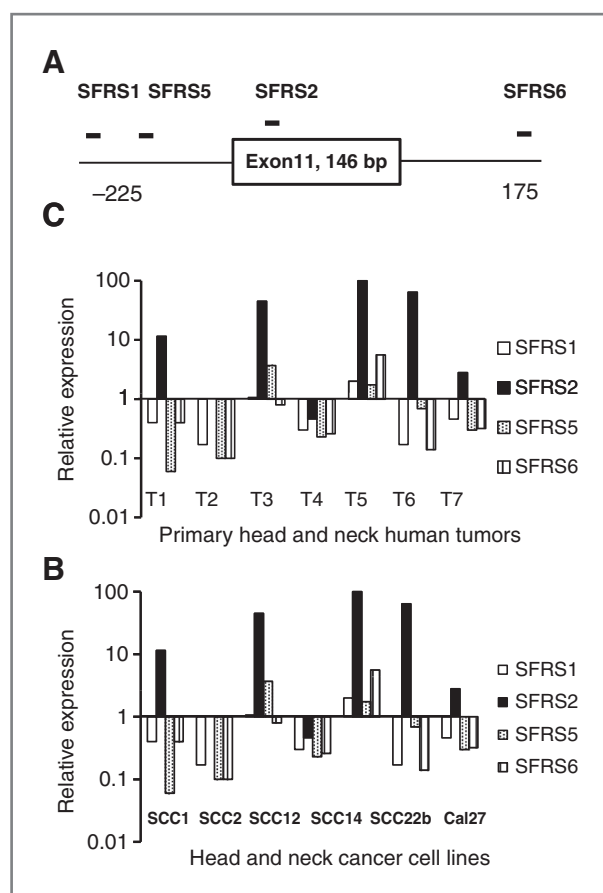 A
SFRS1 SFRS5 SFRS2 SFRS6
Exon11, 146 bp
–225 175
C
Relative expression
100
10
1
0.1
0.01
T1 T2 T3 T4 T5 T6 T7
Primary head and neck human tumors
SFRS1
SFRS2
SFRS5
SFRS6
B
Relative expression
100
10
1
0.1
0.01
SCC1 SCC2 SCC12 SCC14 SCC22b Cal27
Head and neck cancer cell lines
SFRS1
SFRS2
SFRS5
SFRS6